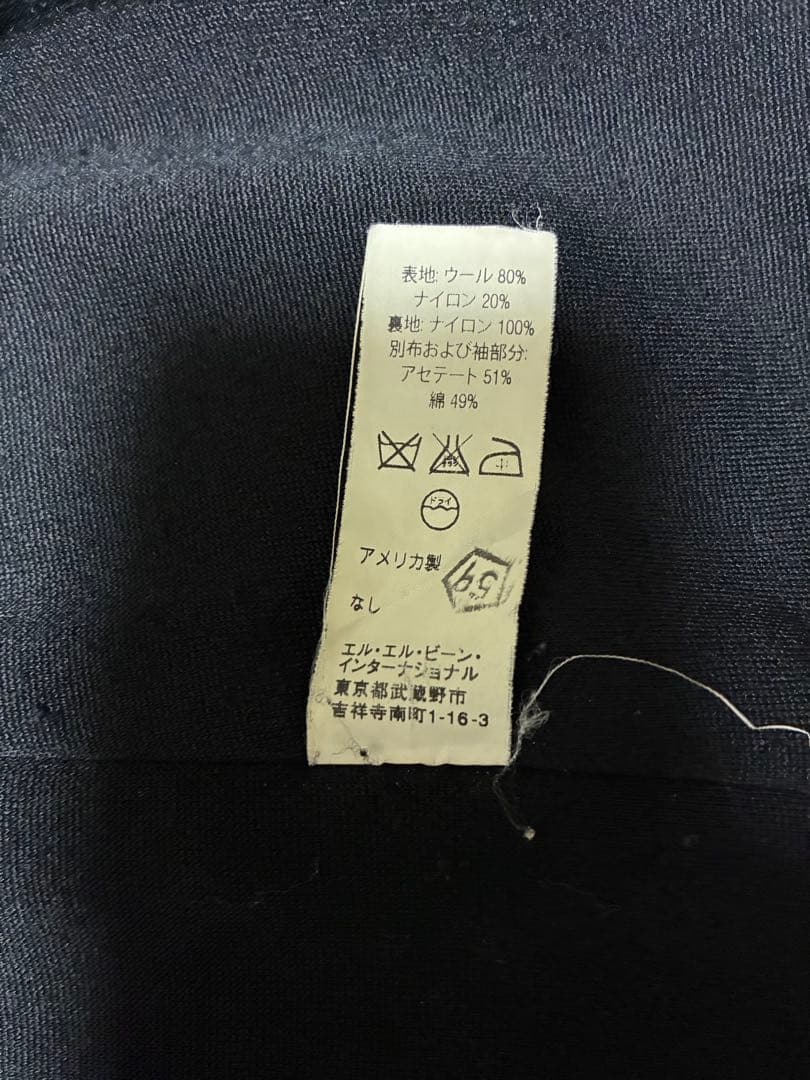 表地: ウール 80%
ナイロン 20%
裏地: ナイロン 100%
別布および袖部分:
アセテート 51%
綿 49%
中
ドライ
アメリカ製
59
なし
エル・エル・ビーン・
インターナショナル
東京都武蔵野市
吉祥寺南町1-16-3